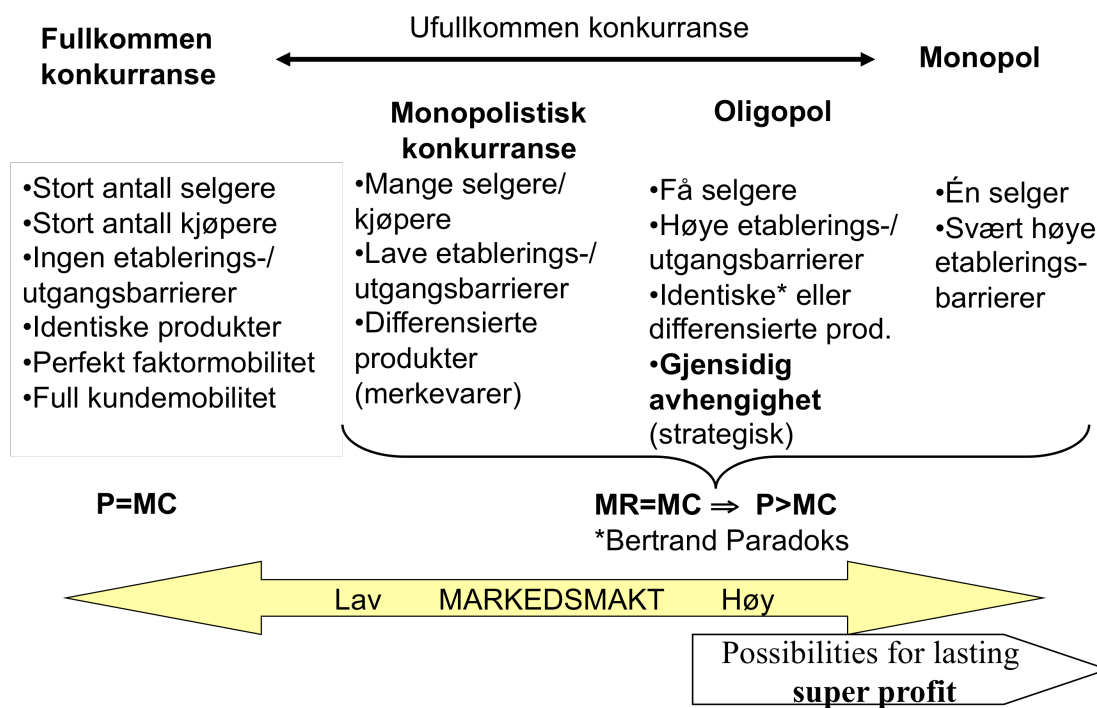 Fullkommen
konkurranse
Ufullkommen konkurranse
Monopol
Monopolistisk
konkurranse
Oligopol
•Stort antall selgere
•Stort antall kjøpere
•Ingen etablerings-/
utgangsbarrierer
•Identiske produkter
•Perfekt faktormobilitet
•Full kundemobilitet
•Mange selgere/
kjøpere
•Lave etablerings-/
utgangsbarrierer
•Differensierte
produkter
(merkevarer)
•Få selgere
•Høye etablerings-/
utgangsbarrierer
•Identiske* eller
differensierte prod.
•Gjensidig
avhengighet
(strategisk)
•Én selger
•Svært høye
etablerings-
barrierer
P=MC
MR=MC ⇒ P>MC
*Bertrand Paradoks
Lav MARKEDSMAKT Høy
Possibilities for lasting
super profit